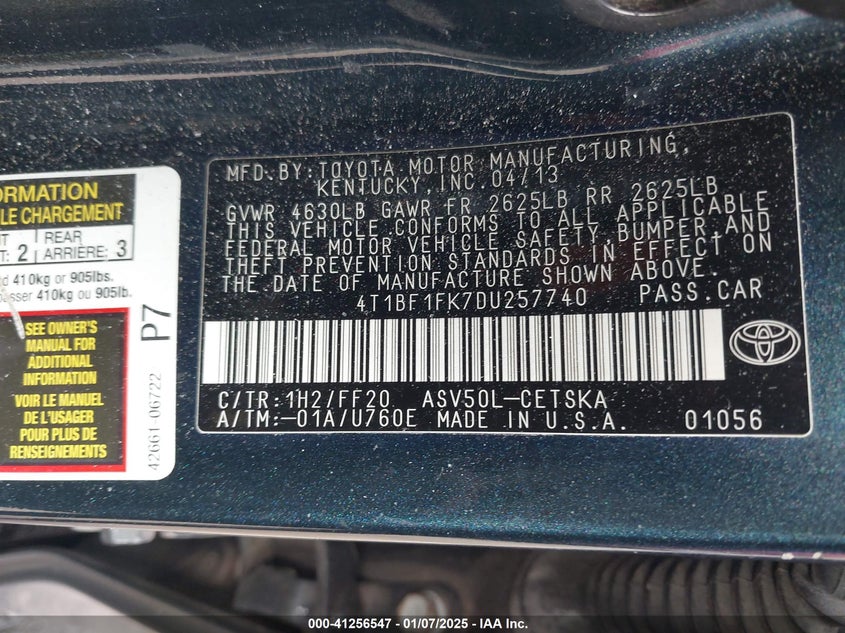 ORMATION
LE CHARGEMENT
2 REAR ARRIÈRE: 3
410kg or 905lbs.
asser 410kg ou 905lb.
SEE OWNER'S
MANUAL FOR
ADDITIONAL
INFORMATION
VOIR LE MANUEL
DE L'USAGER
POUR PLUS DE
RENSEIGNEMENTS
P7
42661-06722
MFD.BY:TOYOTA MOTOR MANUFACTURING,
KENTUCKY,INC.04/13
GVWR 4630LB GAWR FR 2625LB RR 2625LB
THIS VEHICLE CONFORMS TO ALL APPLICABLE
FEDERAL MOTOR VEHICLE SAFETY,BUMPER,AND
THEFT PREVENTION STANDARDS IN EFFECT ON
THE DATE OF MANUFACTURE SHOWN ABOVE.
4T1BF1FK7DU257740 PASS.CAR
C/TR:1H2/FF20 ASV50L-CETSKA
A/TM:-01A/U760E MADE IN U.S.A. 01056
000-41256547 - 01/07/2025 - IAA Inc.